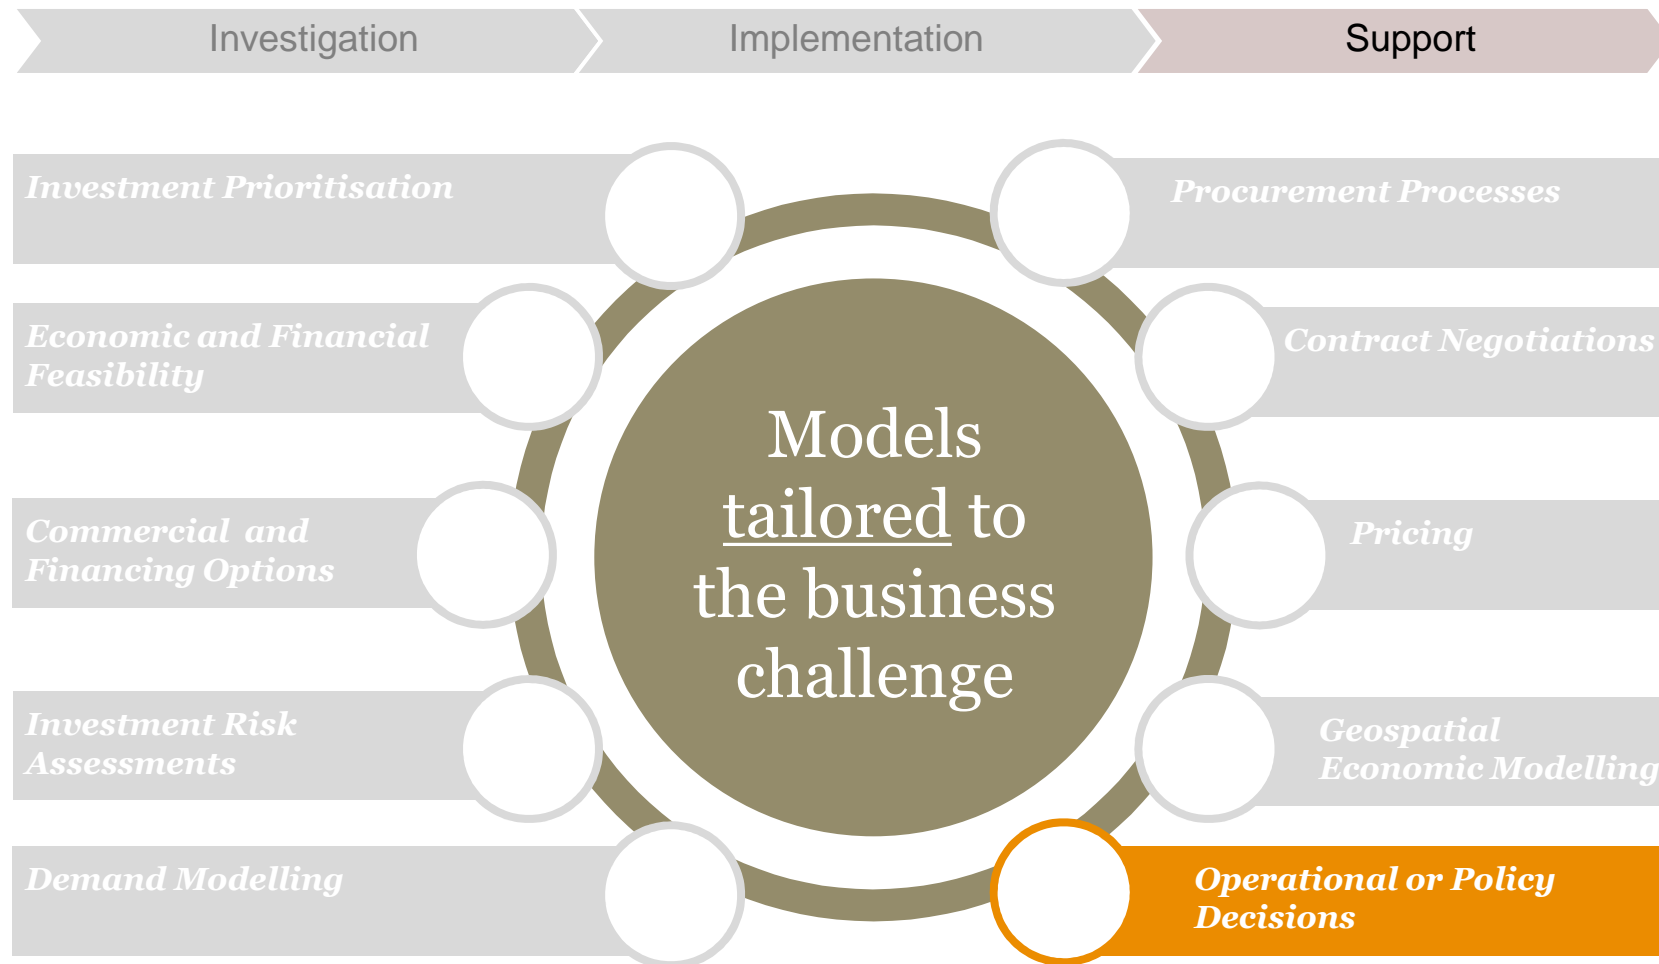 Investigation
Implementation
Support
Investment Prioritisation
Economic and Financial
Feasibility
Commercial  and
Financing Options
Investment Risk
Assessments
Demand Modelling
Models
tailored to
the business
challenge
Procurement Processes
Contract Negotiations
Pricing
Geospatial
Economic Modelling
Operational or Policy
Decisions